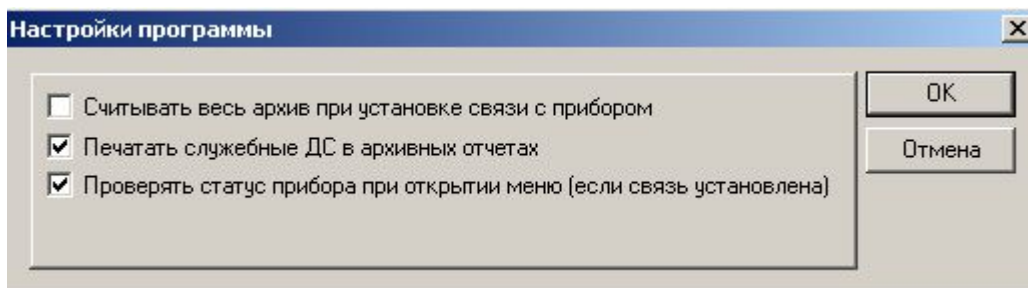 Настройки программы
Считывать весь архив при установке связи с прибором
Печатать служебные ДС в архивных отчетах
Проверять статус прибора при открытии меню (если связь установлена)
OK
Отмена